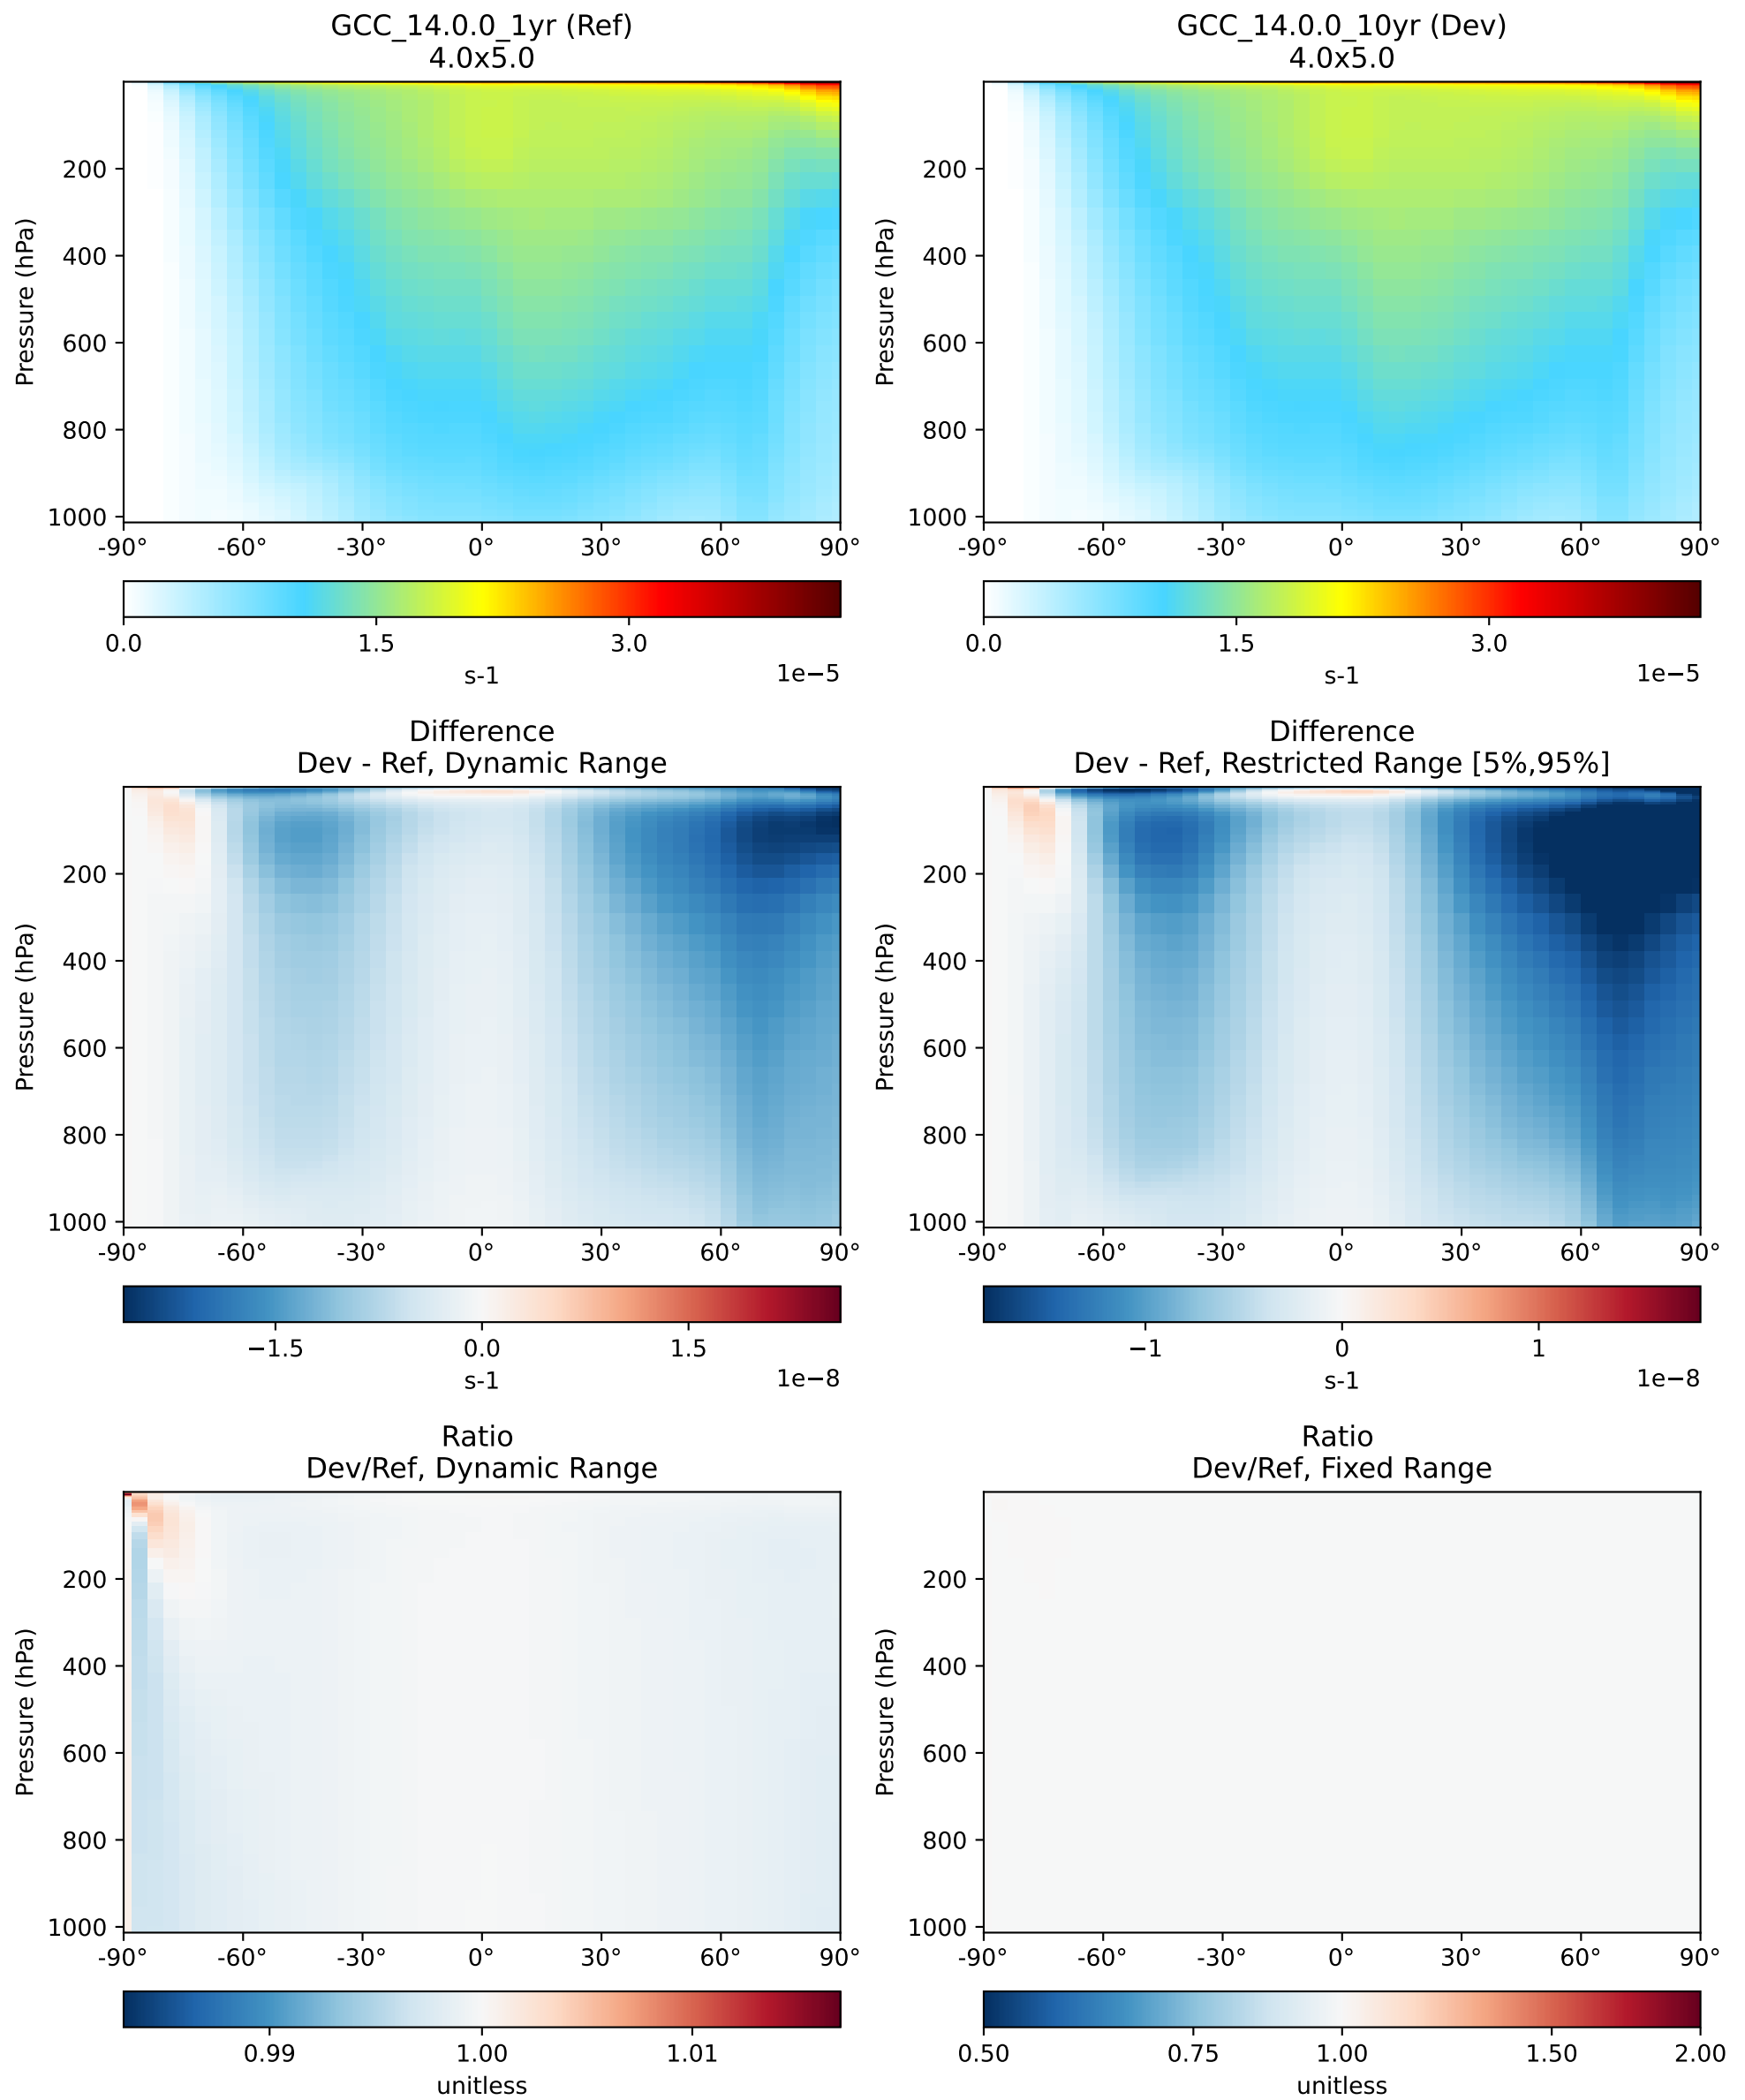 GCC_14.0.0_1yr (Ref)
4.0x5.0
Pressure (hPa)
200
400
600
800
1000
-90° -60° -30° 0° 30° 60° 90°
0.0 1.5 3.0
s-1 1e−5
GCC_14.0.0_10yr (Dev)
4.0x5.0
Pressure (hPa)
200
400
600
800
1000
-90° -60° -30° 0° 30° 60° 90°
0.0 1.5 3.0
s-1 1e−5
Difference
Dev - Ref, Dynamic Range
Pressure (hPa)
200
400
600
800
1000
-90° -60° -30° 0° 30° 60° 90°
−1.5 0.0 1.5
s-1 1e−8
Difference
Dev - Ref, Restricted Range [5%,95%]
Pressure (hPa)
200
400
600
800
1000
-90° -60° -30° 0° 30° 60° 90°
−1 0 1
s-1 1e−8
Ratio
Dev/Ref, Dynamic Range
Pressure (hPa)
200
400
600
800
1000
-90° -60° -30° 0° 30° 60° 90°
0.99 1.00 1.01
unitless
Ratio
Dev/Ref, Fixed Range
Pressure (hPa)
200
400
600
800
1000
-90° -60° -30° 0° 30° 60° 90°
0.50 0.75 1.00 1.50 2.00
unitless